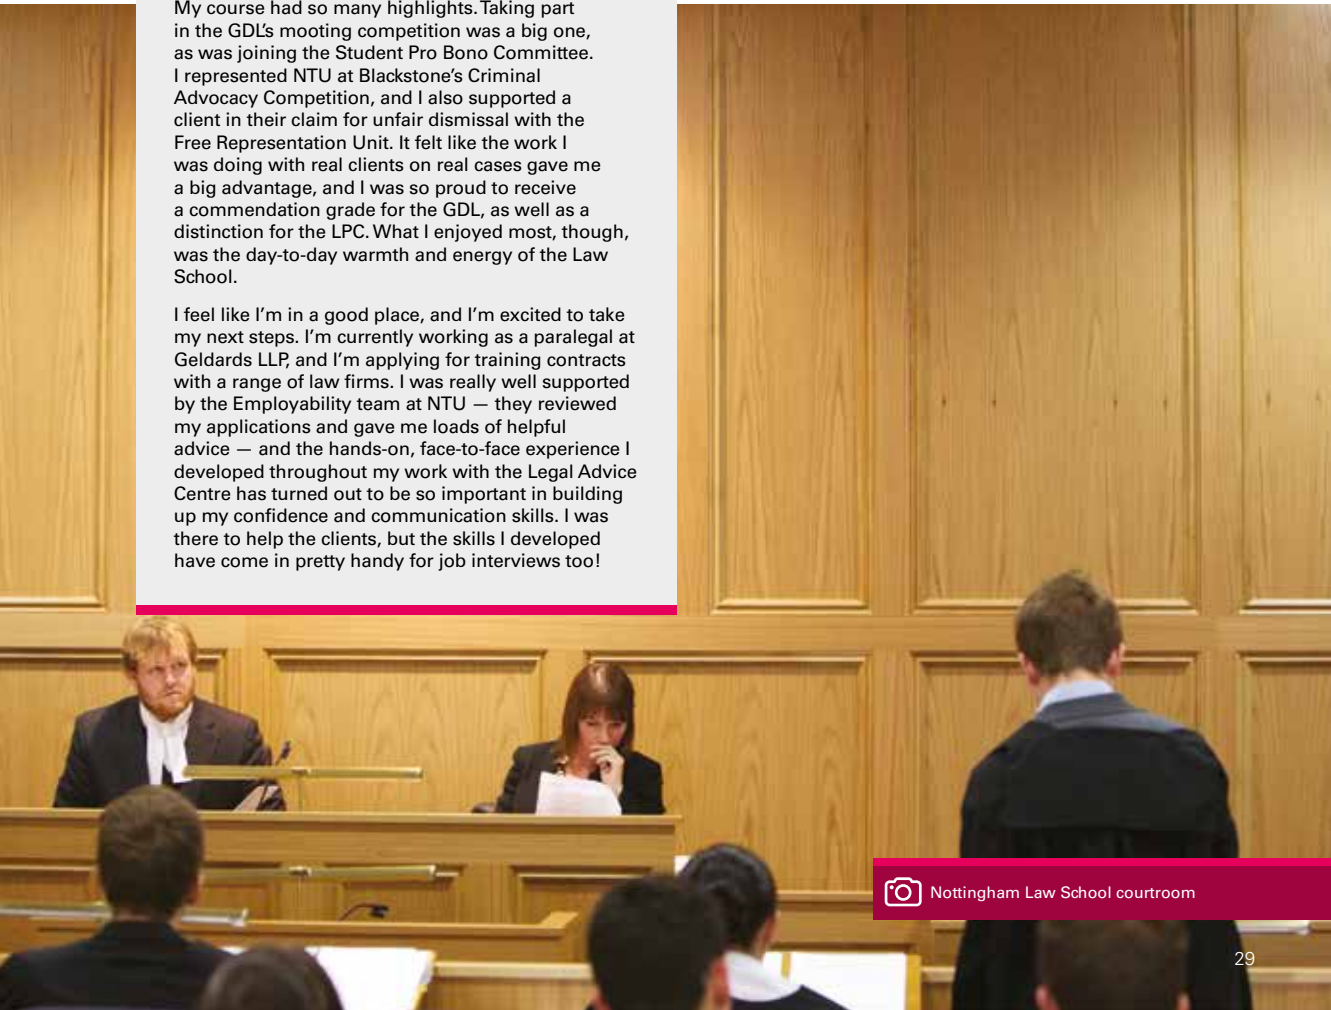 My course had so many highlights. Taking part
in the GDL's mooting competition was a big one,
as was joining the Student Pro Bono Committee.
I represented NTU at Blackstone's Criminal
Advocacy Competition, and I also supported a
client in their claim for unfair dismissal with the
Free Representation Unit. It felt like the work I
was doing with real clients on real cases gave me
a big advantage, and I was so proud to receive
a commendation grade for the GDL, as well as a
distinction for the LPC. What I enjoyed most, though,
was the day-to-day warmth and energy of the Law
School.
I feel like I'm in a good place, and I'm excited to take
my next steps. I'm currently working as a paralegal at
Geldards LLP, and I'm applying for training contracts
with a range of law firms. I was really well supported
by the Employability team at NTU — they reviewed
my applications and gave me loads of helpful
advice — and the hands-on, face-to-face experience I
developed throughout my work with the Legal Advice
Centre has turned out to be so important in building
up my confidence and communication skills. I was
there to help the clients, but the skills I developed
have come in pretty handy for job interviews too!
Nottingham Law School courtroom
29